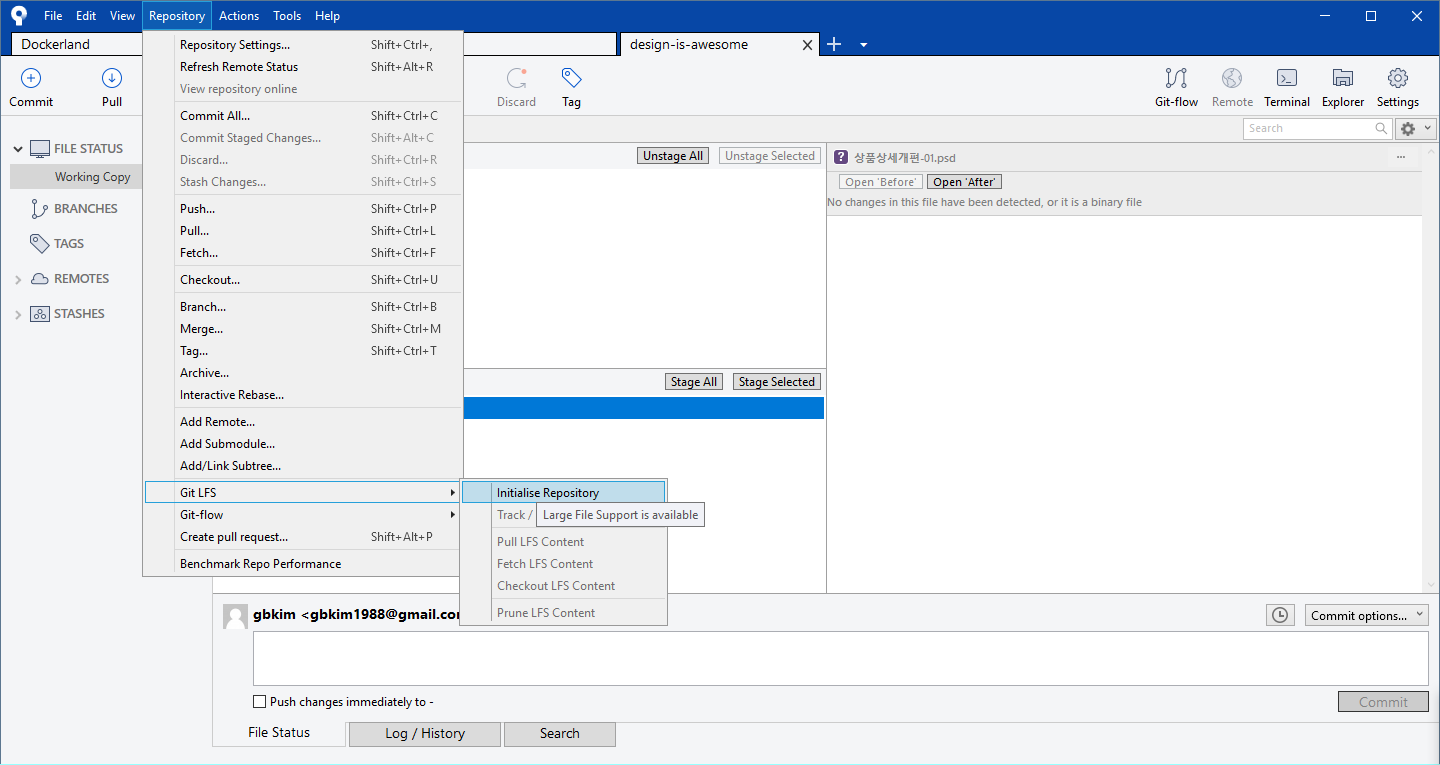 File Edit View Repository Actions Tools Help
Dockerland design-is-awesome
Commit Pull Discard Tag Git-flow Remote Terminal Explorer Settings
Search
FILE STATUS
Working Copy
BRANCHES
TAGS
REMOTES
STASHES
Repository Settings... Shift+Ctrl+,
Refresh Remote Status Shift+Alt+R
View repository online
Commit All... Shift+Ctrl+C
Commit Staged Changes... Shift+Alt+C
Discard... Shift+Ctrl+R
Stash Changes... Shift+Ctrl+S
Push... Shift+Ctrl+P
Pull... Shift+Ctrl+L
Fetch... Shift+Ctrl+F
Checkout... Shift+Ctrl+U
Branch... Shift+Ctrl+B
Merge... Shift+Ctrl+M
Tag... Shift+Ctrl+T
Archive...
Interactive Rebase...
Add Remote...
Add Submodule...
Add/Link Subtree...
Git LFS
Git-flow
Create pull request... Shift+Alt+P
Benchmark Repo Performance
Initialise Repository
Track /
Large File Support is available
Pull LFS Content
Fetch LFS Content
Checkout LFS Content
Prune LFS Content
Unstage All Unstage Selected
Stage All Stage Selected
상품상세개편-01.psd ...
Open 'Before' Open 'After'
No changes in this file have been detected, or it is a binary file
gbkim <gbkim1988@gmail.co
Commit options...
Push changes immediately to -
Commit
File Status Log / History Search